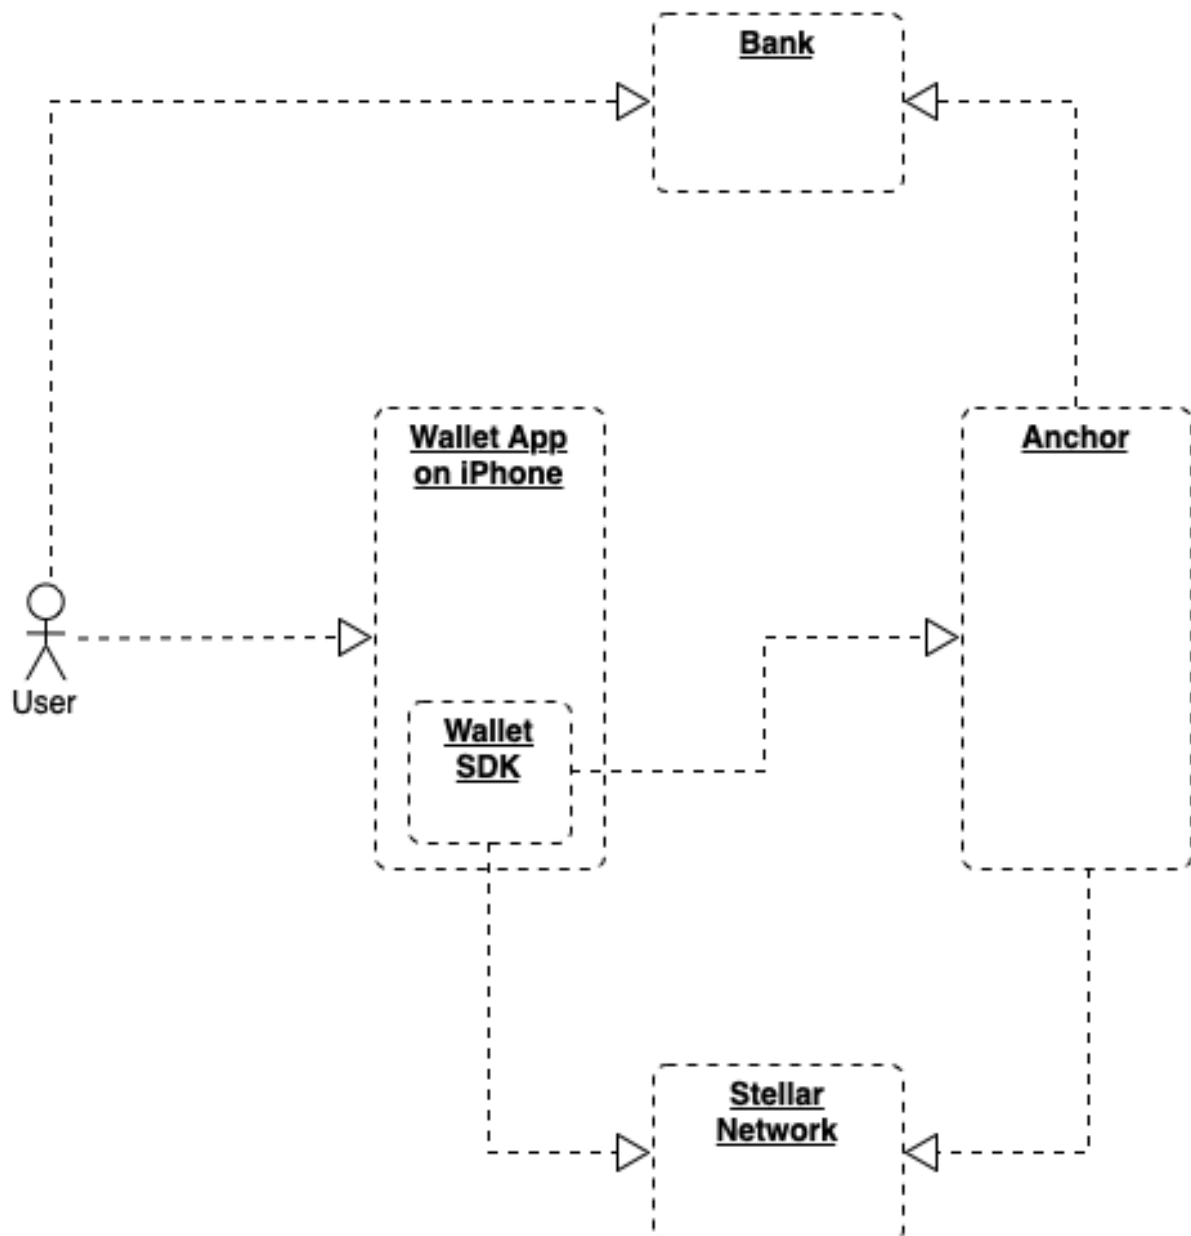 Bank
Wallet App
on iPhone
Anchor
User
Wallet
SDK
Stellar
Network